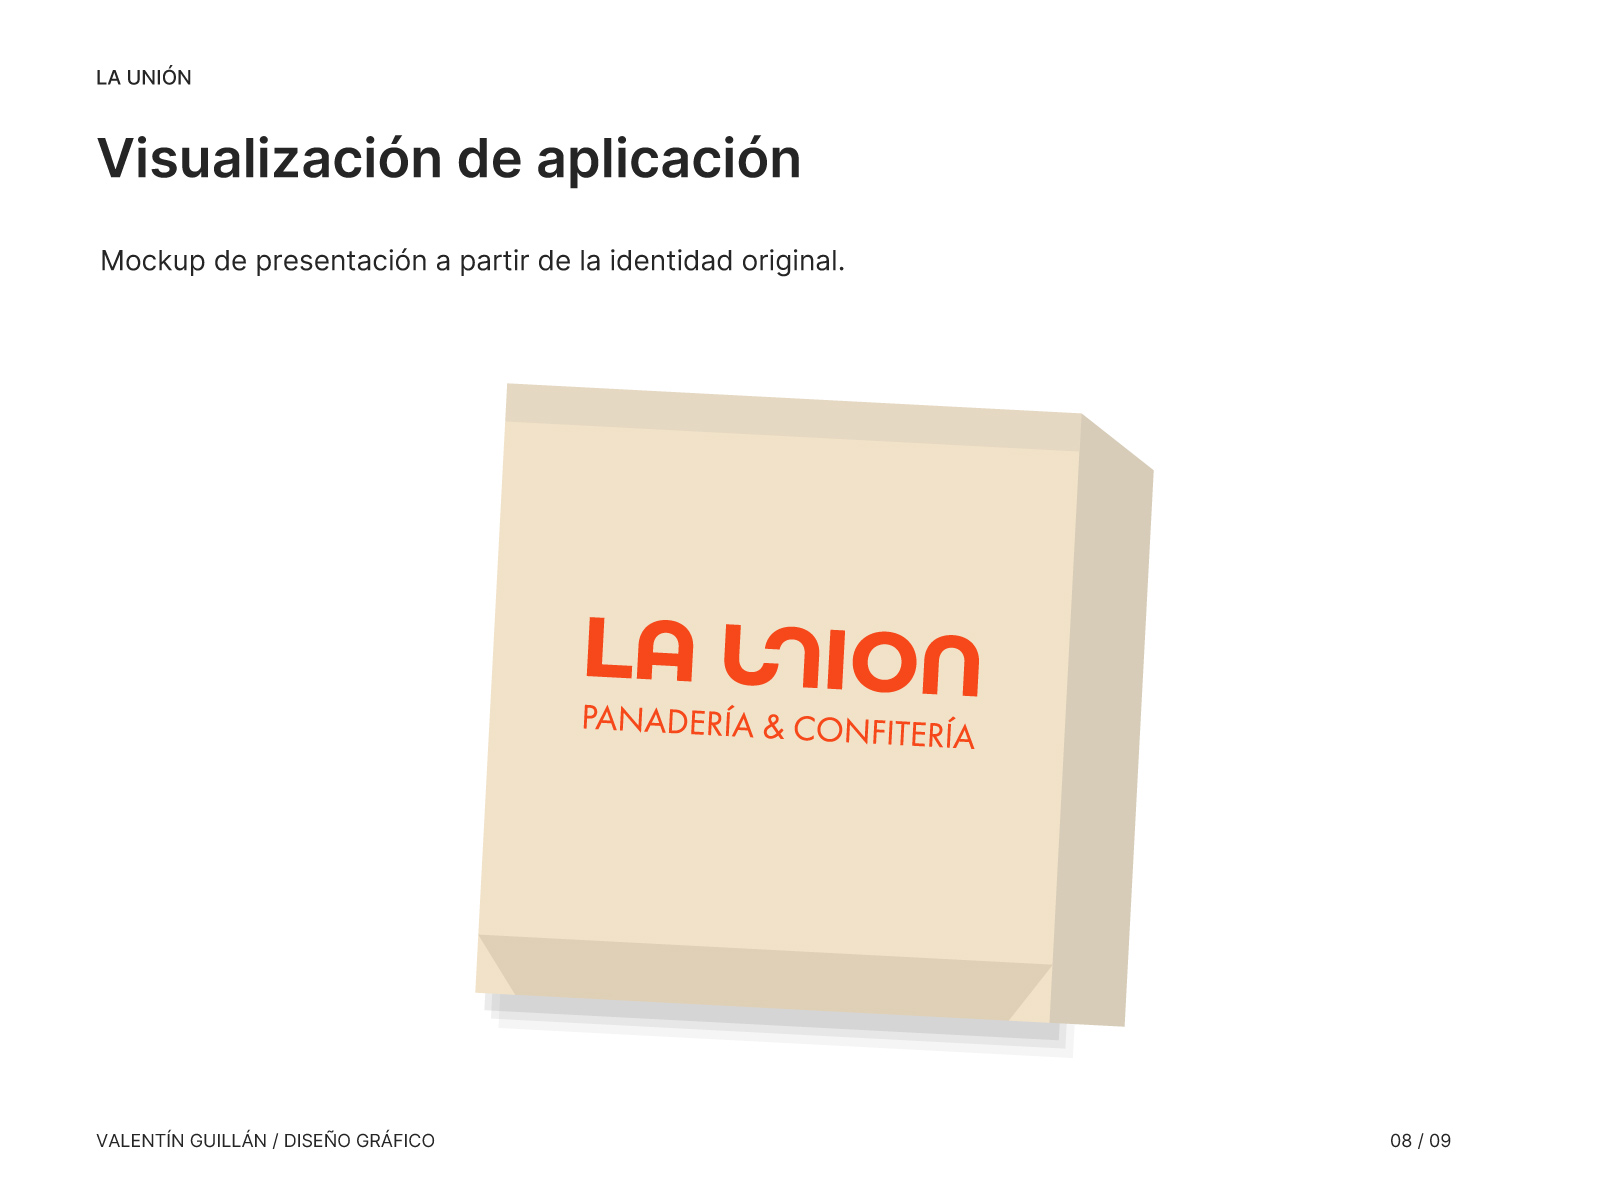 LA UNIÓN
Visualización de aplicación
Mockup de presentación a partir de la identidad original.
LA UNION
PANADERÍA & CONFITERÍA
VALENTÍN GUILLÁN / DISEÑO GRÁFICO
08 / 09